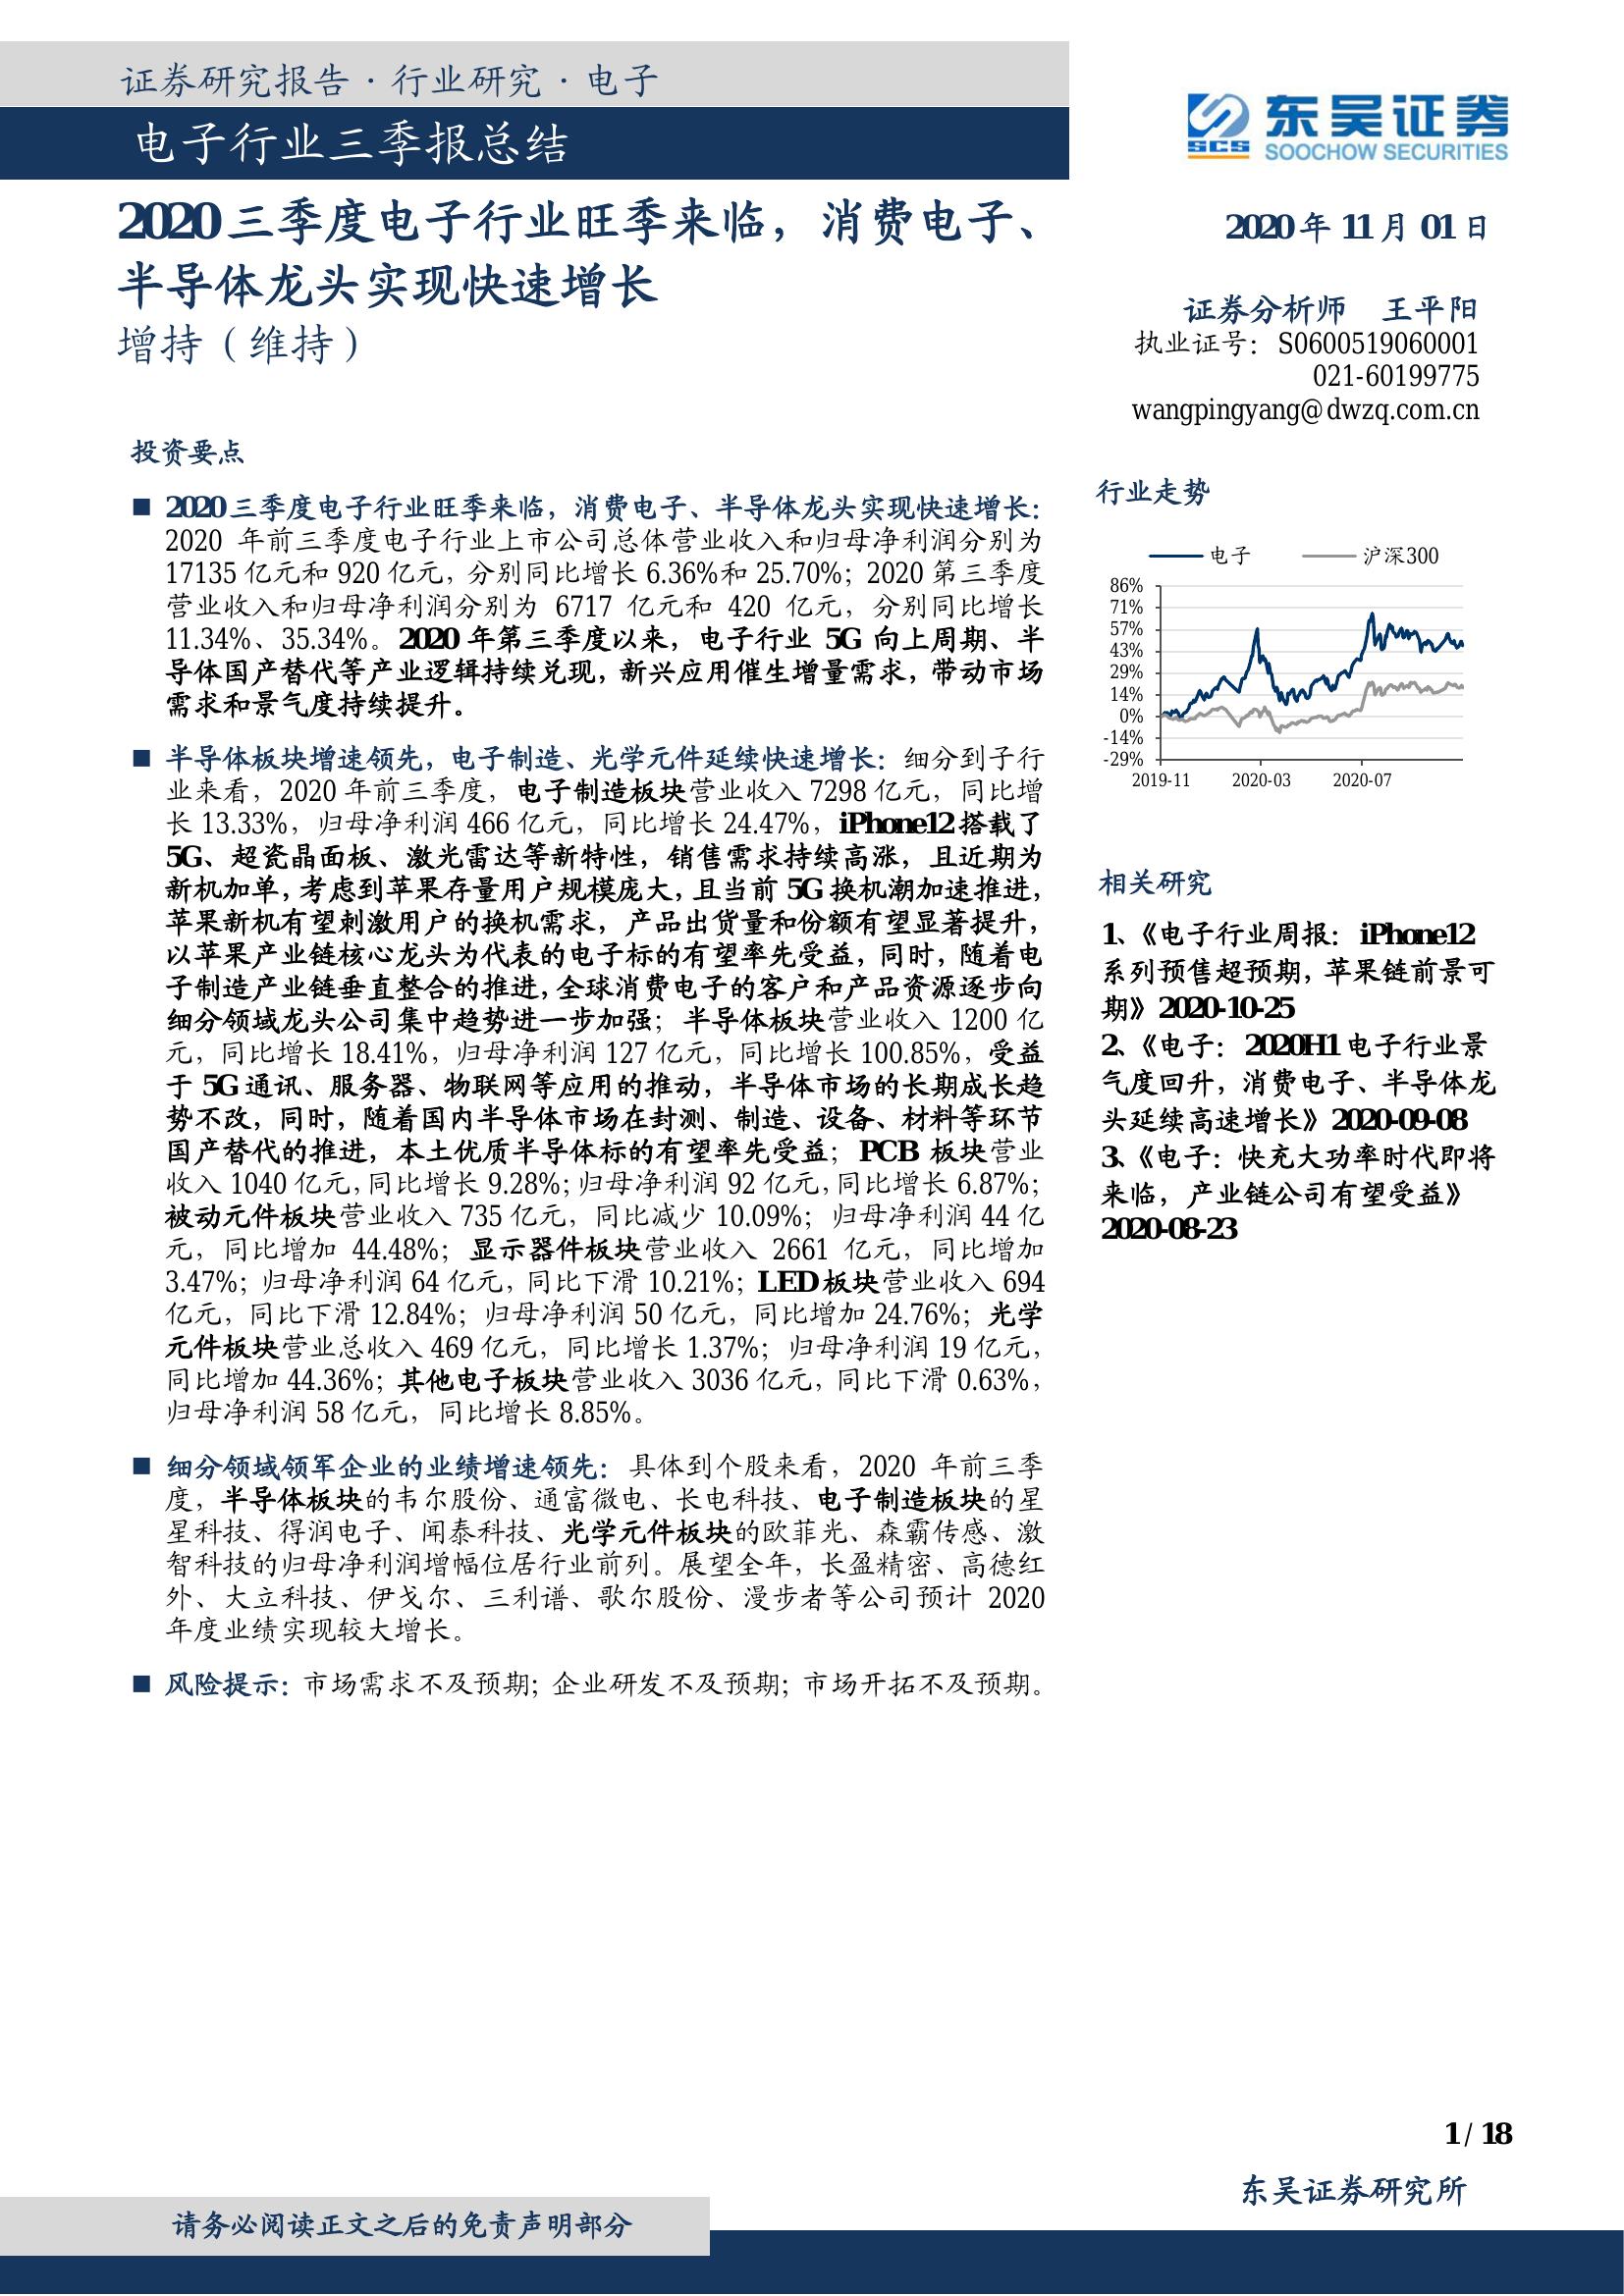 证券研究报告 · 行业研究 · 电子
电子行业三季报总结
东吴证券
SCS
SOOCHOW SECURITIES
2020 三季度电子行业旺季来临，消费电子、
半导体龙头实现快速增长
增持（维持）
2020 年 11 月 01 日
证券分析师 王平阳
执业证号：S0600519060001
021-60199775
wangpingyang@dwzq.com.cn
投资要点
■ 2020 三季度电子行业旺季来临，消费电子、半导体龙头实现快速增长：
2020 年前三季度电子行业上市公司总体营业收入和归母净利润分别为
17135 亿元和 920 亿元，分别同比增长 6.36%和 25.70%；2020 第三季度
营业收入和归母净利润分别为 6717 亿元和 420 亿元，分别同比增长
11.34%、35.34%。2020 年第三季度以来，电子行业 5G 向上周期、半
导体国产替代等产业逻辑持续兑现，新兴应用催生增量需求，带动市场
需求和景气度持续提升。
■ 半导体板块增速领先，电子制造、光学元件延续快速增长：细分到子行
业来看，2020 年前三季度，电子制造板块营业收入 7298 亿元，同比增
长 13.33%，归母净利润 466 亿元，同比增长 24.47%，iPhone12 搭载了
5G、超瓷晶面板、激光雷达等新特性，销售需求持续高涨，且近期为
新机加单，考虑到苹果存量用户规模庞大，且当前 5G 换机潮加速推进，
苹果新机有望刺激用户的换机需求，产品出货量和份额有望显著提升，
以苹果产业链核心龙头为代表的电子标的有望率先受益，同时，随着电
子制造产业链垂直整合的推进，全球消费电子的客户和产品资源逐步向
细分领域龙头公司集中趋势进一步加强；半导体板块营业收入 1200 亿
元，同比增长 18.41%，归母净利润 127 亿元，同比增长 100.85%，受益
于 5G 通讯、服务器、物联网等应用的推动，半导体市场的长期成长趋
势不改，同时，随着国内半导体市场在封测、制造、设备、材料等环节
国产替代的推进，本土优质半导体标的有望率先受益；PCB 板块营业
收入 1040 亿元，同比增长 9.28%；归母净利润 92 亿元，同比增长 6.87%；
被动元件板块营业收入 735 亿元，同比减少 10.09%；归母净利润 44 亿
元，同比增加 44.48%；显示器件板块营业收入 2661 亿元，同比增加
3.47%；归母净利润 64 亿元，同比下滑 10.21%；LED 板块营业收入 694
亿元，同比下滑 12.84%；归母净利润 50 亿元，同比增加 24.76%；光学
元件板块营业总收入 469 亿元，同比增长 1.37%；归母净利润 19 亿元，
同比增加 44.36%；其他电子板块营业收入 3036 亿元，同比下滑 0.63%，
归母净利润 58 亿元，同比增长 8.85%。
■ 细分领域领军企业的业绩增速领先：具体到个股来看，2020 年前三季
度，半导体板块的韦尔股份、通富微电、长电科技、电子制造板块的星
星科技、得润电子、闻泰科技、光学元件板块的欧菲光、森霸传感、激
智科技的归母净利润增幅位居行业前列。展望全年，长盈精密、高德红
外、大立科技、伊戈尔、三利谱、歌尔股份、漫步者等公司预计 2020
年度业绩实现较大增长。
■ 风险提示：市场需求不及预期；企业研发不及预期；市场开拓不及预期。
行业走势
电子 沪深300
86%
71%
57%
43%
29%
14%
0%
-14%
-29%
2019-11 2020-03 2020-07
相关研究
1、《电子行业周报：iPhone12
系列预售超预期，苹果链前景可
期》2020-10-25
2、《电子：2020H1 电子行业景
气度回升，消费电子、半导体龙
头延续高速增长》2020-09-08
3、《电子：快充大功率时代即将
来临，产业链公司有望受益》
2020-08-23
1 / 18
东吴证券研究所
请务必阅读正文之后的免责声明部分